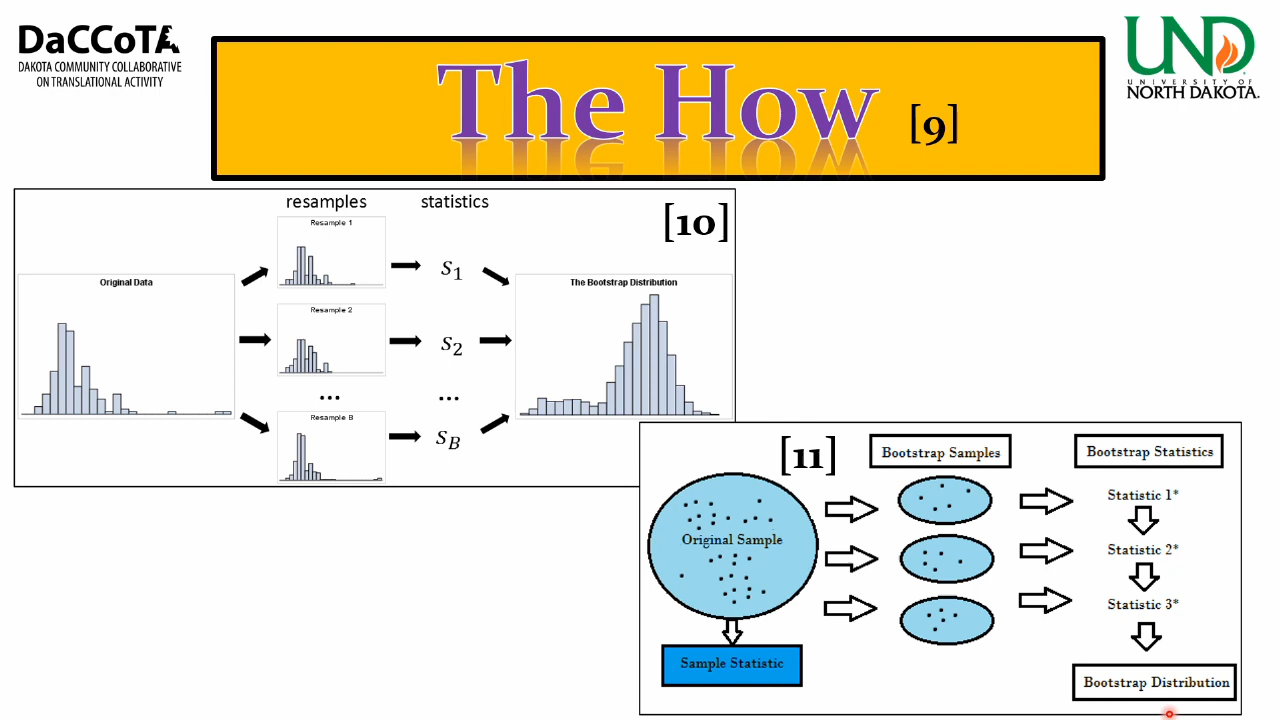 DaCCoTA
DAKOTA COMMUNITY COLLABORATIVE
ON TRANSLATIONAL ACTIVITY
The How [9]
UND
UNIVERSITY OF
NORTH DAKOTA.
resamples statistics
[10]
Original Data
Resample 1
Resample 2
...
Resample B
S1
S2
...
SB
The Bootstrap Distribution
[11]
Original Sample
Sample Statistic
Bootstrap Samples
Bootstrap Statistics
Statistic 1*
Statistic 2*
Statistic 3*
Bootstrap Distribution